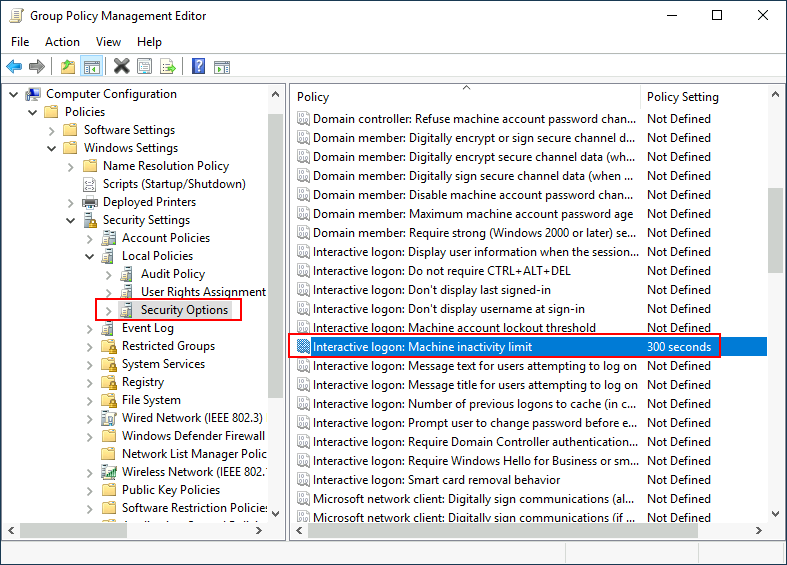 Group Policy Management Editor
File Action View Help
Computer Configuration
Policies
Software Settings
Windows Settings
Name Resolution Policy
Scripts (Startup/Shutdown)
Deployed Printers
Security Settings
Account Policies
Local Policies
Audit Policy
User Rights Assignment
Security Options
Event Log
Restricted Groups
System Services
Registry
File System
Wired Network (IEEE 802.3)
Windows Defender Firewall
Network List Manager Polic
Wireless Network (IEEE 802.1
Public Key Policies
Software Restriction Policies
Policy Policy Setting
Domain controller: Refuse machine account password chan... Not Defined
Domain member: Digitally encrypt or sign secure channel d... Not Defined
Domain member: Digitally encrypt secure channel data (wh... Not Defined
Domain member: Digitally sign secure channel data (when ... Not Defined
Domain member: Disable machine account password chan... Not Defined
Domain member: Maximum machine account password age Not Defined
Domain member: Require strong (Windows 2000 or later) se... Not Defined
Interactive logon: Display user information when the session... Not Defined
Interactive logon: Do not require CTRL+ALT+DEL Not Defined
Interactive logon: Don't display last signed-in Not Defined
Interactive logon: Don't display username at sign-in Not Defined
Interactive logon: Machine account lockout threshold Not Defined
Interactive logon: Machine inactivity limit 300 seconds
Interactive logon: Message text for users attempting to log on Not Defined
Interactive logon: Message title for users attempting to log on Not Defined
Interactive logon: Number of previous logons to cache (in c... Not Defined
Interactive logon: Prompt user to change password before e... Not Defined
Interactive logon: Require Domain Controller authentication... Not Defined
Interactive logon: Require Windows Hello for Business or sm... Not Defined
Interactive logon: Smart card removal behavior Not Defined
Microsoft network client: Digitally sign communications (al... Not Defined
Microsoft network client: Digitally sign communications (if ... Not Defined